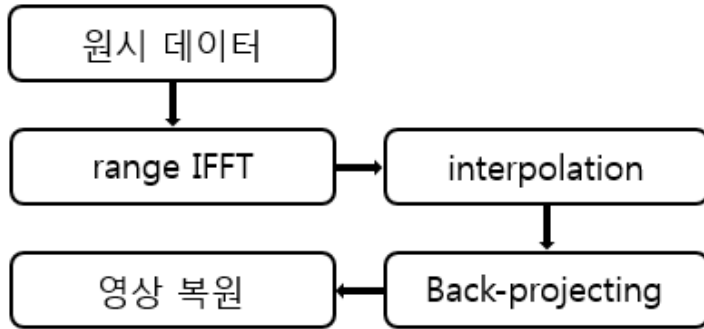 원시 데이터
range IFFT
interpolation
Back-projecting
영상 복원